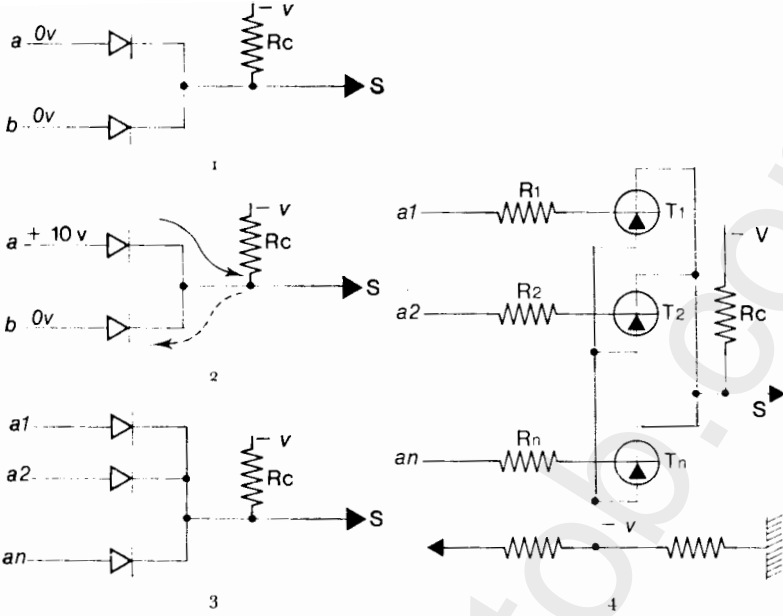 - v
a 0v
Rc
S
b 0v
1
- v
a + 10 v
Rc
S
b 0v
2
a1
a2
- v
Rc
S
an
3
R1
a1
T1
- V
R2
a2
T2
Rc
S
Rn
an
Tn
- v
4